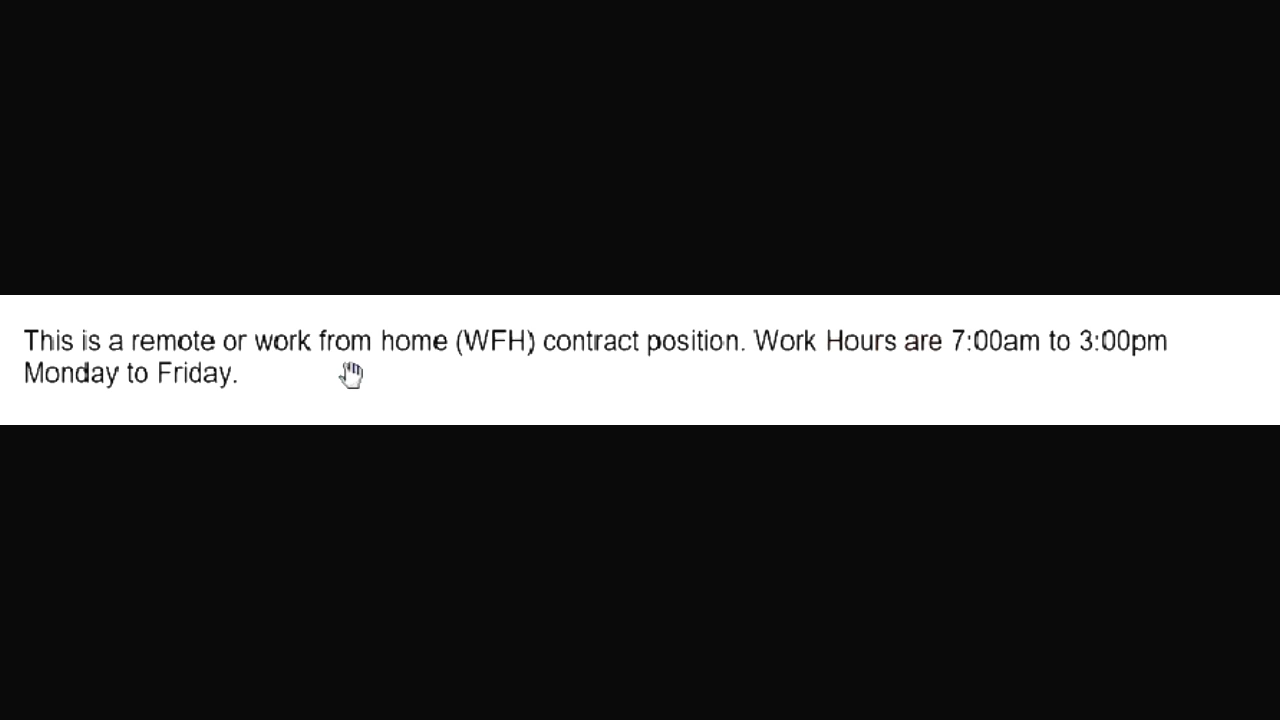 This is a remote or work from home (WFH) contract position. Work Hours are 7:00am to 3:00pm
Monday to Friday.